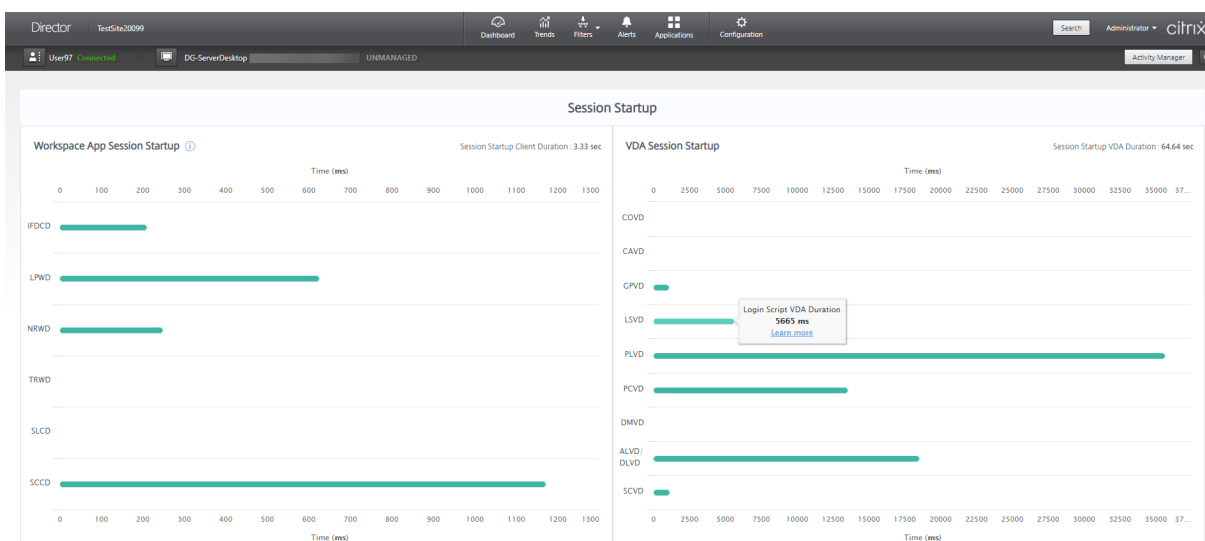 Director TestSite20099 Dashboard Trends Filters Alerts Applications Configuration Search Administrator citrix
User97 Connected DG-ServerDesktop UNMANAGED Activity Manager
Session Startup
Workspace App Session Startup Session Startup Client Duration : 3.33 sec
Time (ms)
0 100 200 300 400 500 600 700 800 900 1000 1100 1200 1300
IFDCD
LPWD
NRWD
TRWD
SLCD
SCCD
0 100 200 300 400 500 600 700 800 900 1000 1100 1200 1300
Time (ms)
VDA Session Startup Session Startup VDA Duration : 64.64 sec
Time (ms)
0 2500 5000 7500 10000 12500 15000 17500 20000 22500 25000 27500 30000 32500 35000 37...
COVD
CAVD
GPVD
LSVD
Login Script VDA Duration
5665 ms
Learn more
PLVD
PCVD
DMVD
ALVD/
DLVD
SCVD
0 2500 5000 7500 10000 12500 15000 17500 20000 22500 25000 27500 30000 32500 35000 37...
Time (ms)